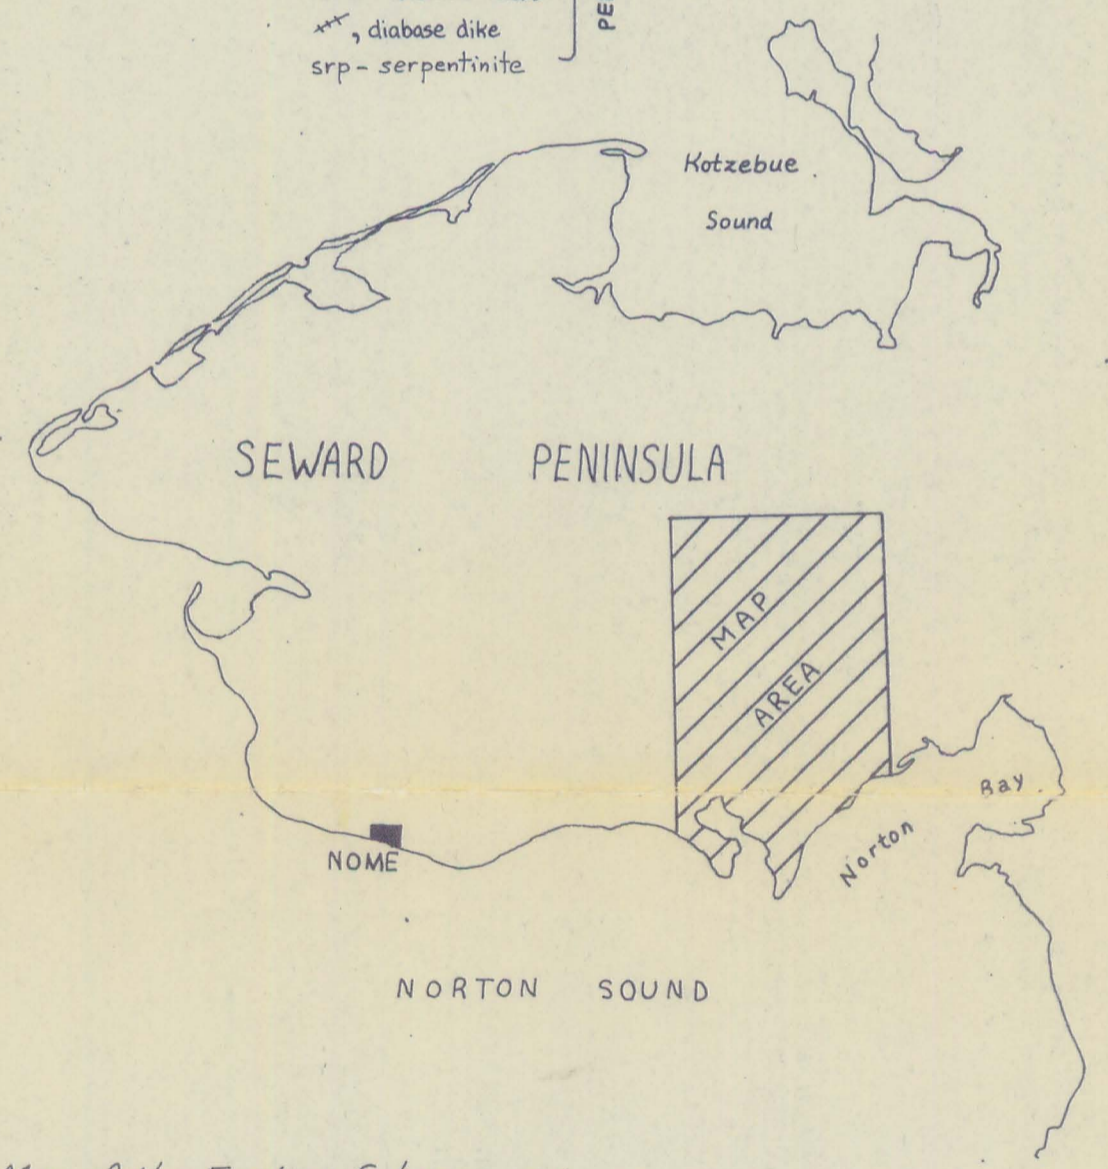 , diabase dike
srp - serpentinite
Kotzebue
Sound
SEWARD PENINSULA
MAP
AREA
Norton
Bay
NOME
NORTON SOUND